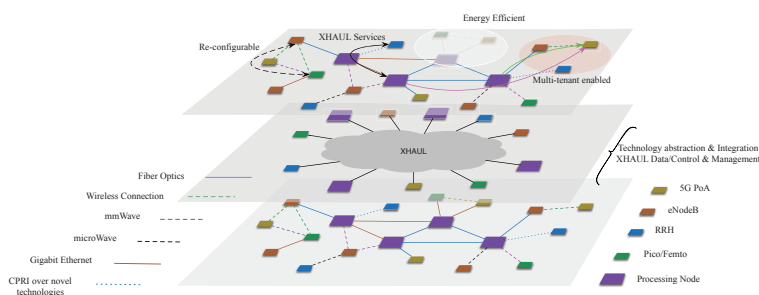 Energy Efficient
XHAUL Services
Re-configurable
Multi-tenant enabled
XHAUL
Technology abstraction & Integration
XHAUL Data/Control & Management
Fiber Optics
Wireless Connection
mmWave
microWave
Gigabit Ethernet
CPRI over novel
technologies
5G PoA
eNodeB
RRH
Pico/Femto
Processing Node